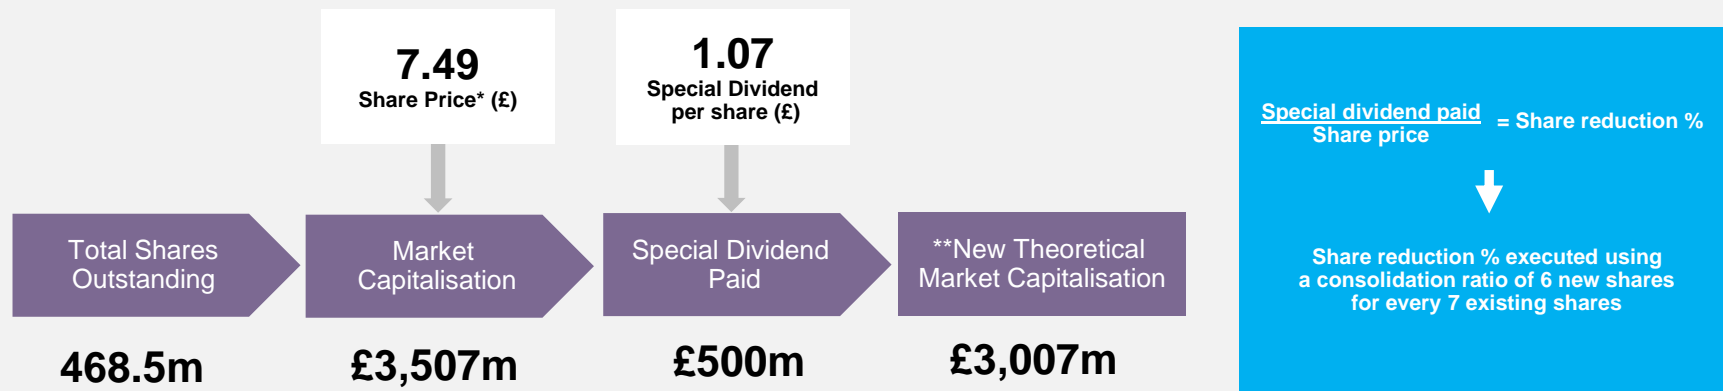 7.49
Share Price* (£)
1.07
Special Dividend
per share (£)
Total Shares
Outstanding
Market
Capitalisation
Special Dividend
Paid
**New Theoretical
Market Capitalisation
468.5m
£3,507m
£500m
£3,007m
Special dividend paid
Share price
= Share reduction %
Share reduction % executed using
a consolidation ratio of 6 new shares
for every 7 existing shares